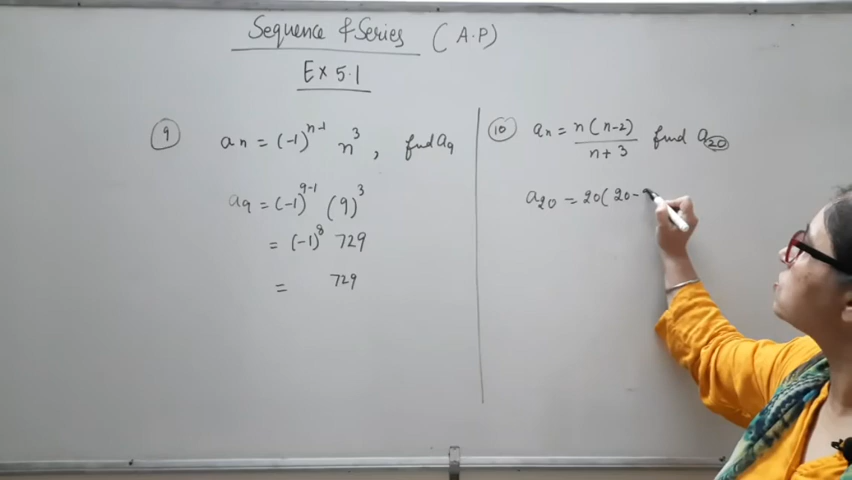 Sequence & Series (A.P)
Ex 5.1
9 an = (-1)^{n-1} n^3, find a9
a9 = (-1)^{9-1} (9)^3
= (-1)^8 729
= 729
10 an = n(n-2)/n+3 find a20
a20 = 20(20-